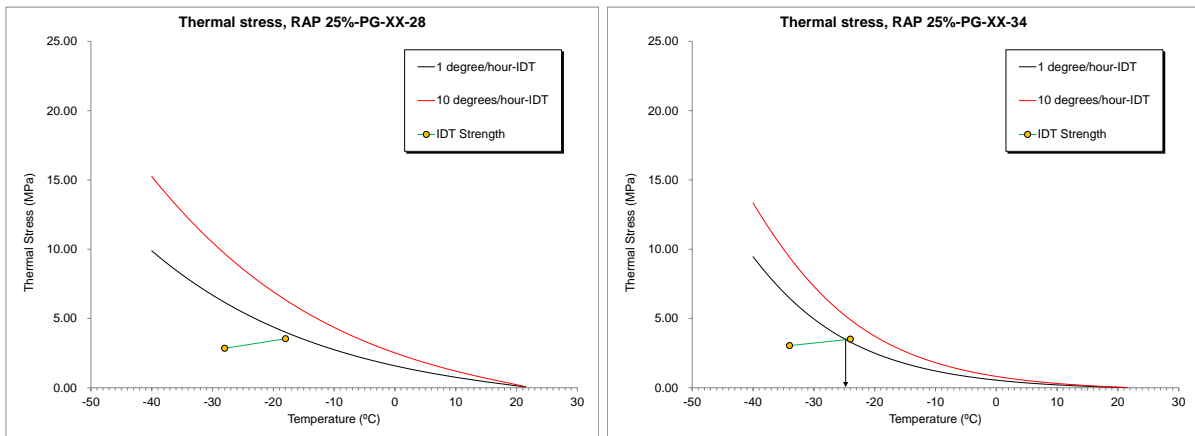 Thermal stress, RAP 25%-PG-XX-28
25.00
20.00
15.00
10.00
5.00
0.00
Thermal Stress (MPa)
-50 -40 -30 -20 -10 0 10 20 30
Temperature (ºC)
1 degree/hour-IDT
10 degrees/hour-IDT
IDT Strength
Thermal stress, RAP 25%-PG-XX-34
25.00
20.00
15.00
10.00
5.00
0.00
Thermal Stress (MPa)
-50 -40 -30 -20 -10 0 10 20 30
Temperature (ºC)
1 degree/hour-IDT
10 degrees/hour-IDT
IDT Strength